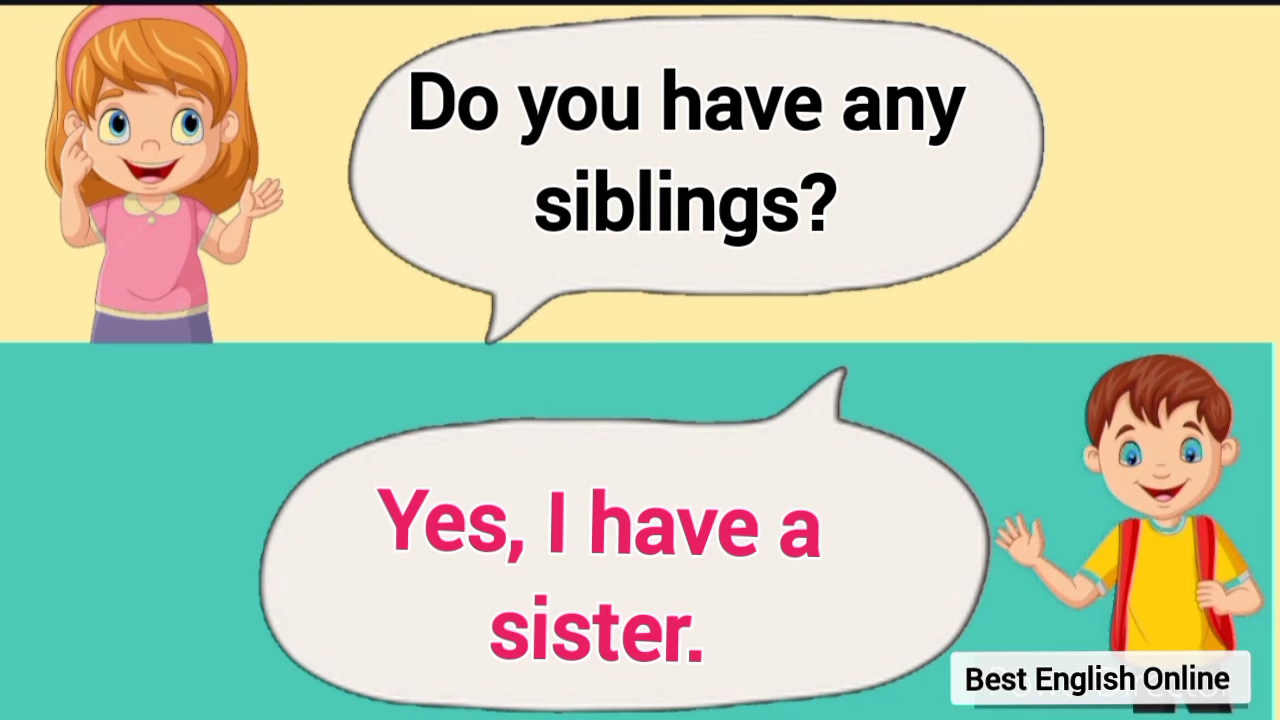 Do you have any
siblings?
Yes, I have a
sister.
Best English Online